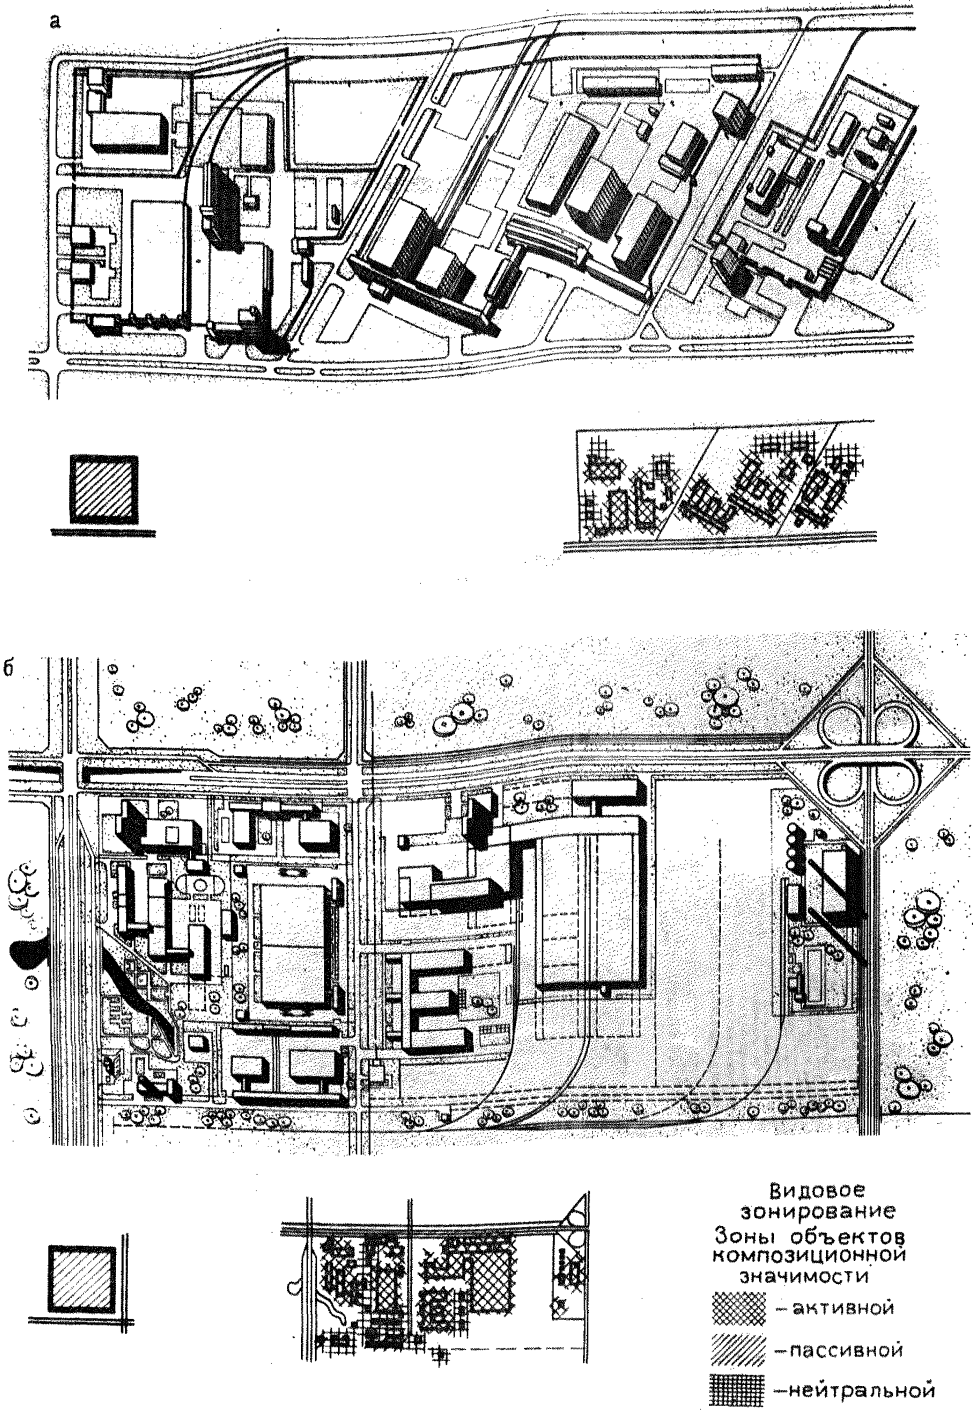 а
б
Видовое
зонирование
Зоны объектов
композиционной
значимости
–активной
–пассивной
–нейтральной